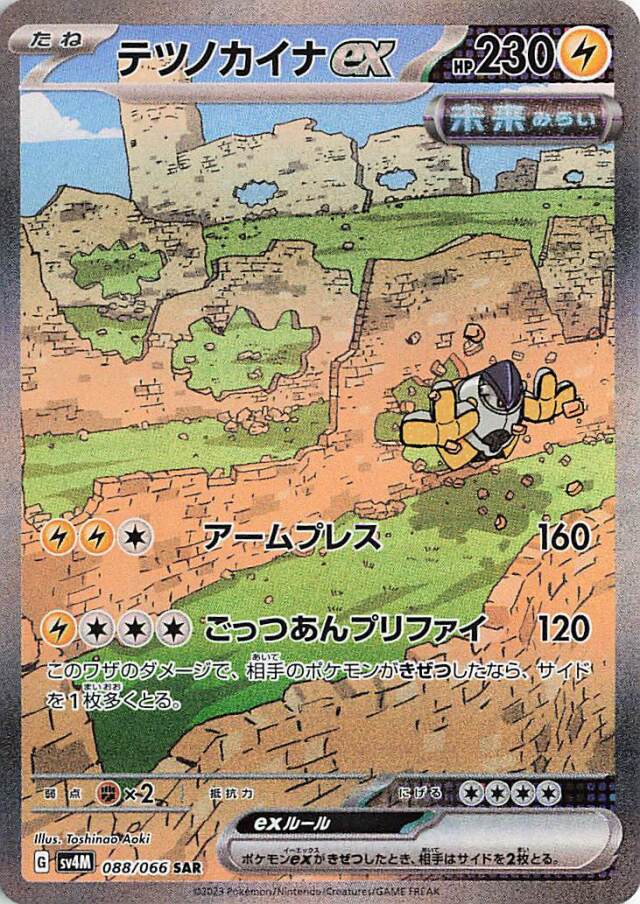 たね
テツノカイナex
HP230
未来 みらい
アームプレス 160
ごっつあんプリファイ 120
このワザのダメージで、相手のポケモンがきぜつしたなら、サイド
を1枚多くとる。
弱点 ×2 抵抗力 にげる
exルール
ポケモンexがきぜつしたとき、相手はサイドを2枚とる。
Illus. Toshinao Aoki
G SV4M 088/066 SAR
©2023 Pokémon/Nintendo/Creatures/GAME FREAK